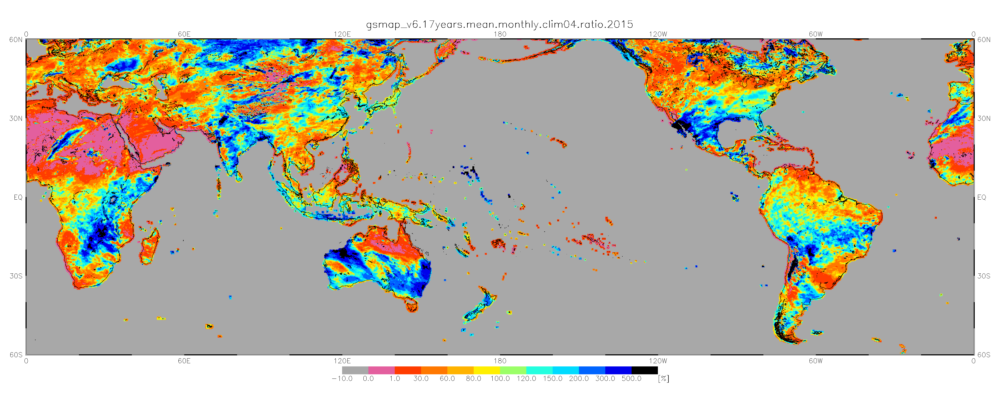 gsmap_v6.17years.mean.monthly.clim04.ratio.2015
0 60E 120E 180 120W 60W 0
60N 60N
30N 30N
EQ EQ
30S 30S
60S 60S
0 60E 120E 180 120W 60W 0
−10.0 0.0 1.0 30.0 60.0 80.0 100.0 120.0 150.0 200.0 300.0 500.0 [%]